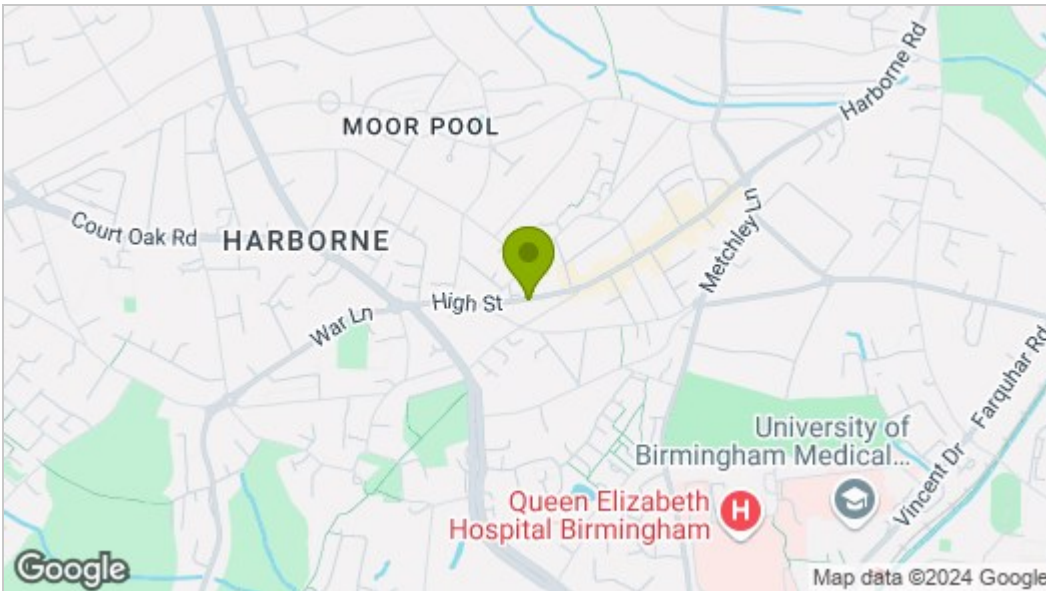 Harborne Rd
MOOR POOL
Metchley Ln
Court Oak Rd
HARBORNE
High St
War Ln
Farquhar Rd
University of
Birmingham Medical...
Vincent Dr
Queen Elizabeth
Hospital Birmingham
H
Google
Map data ©2024 Google